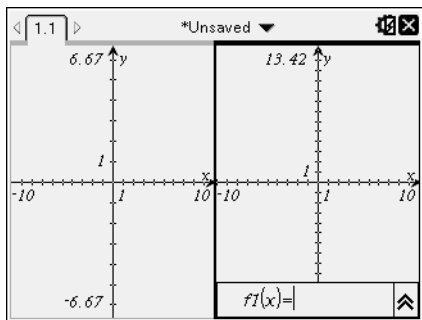 1.1 *Unsaved
6.67 y
1
x
-10 1 10
-6.67
13.42 y
1
x
-10 1 10
f1(x)=